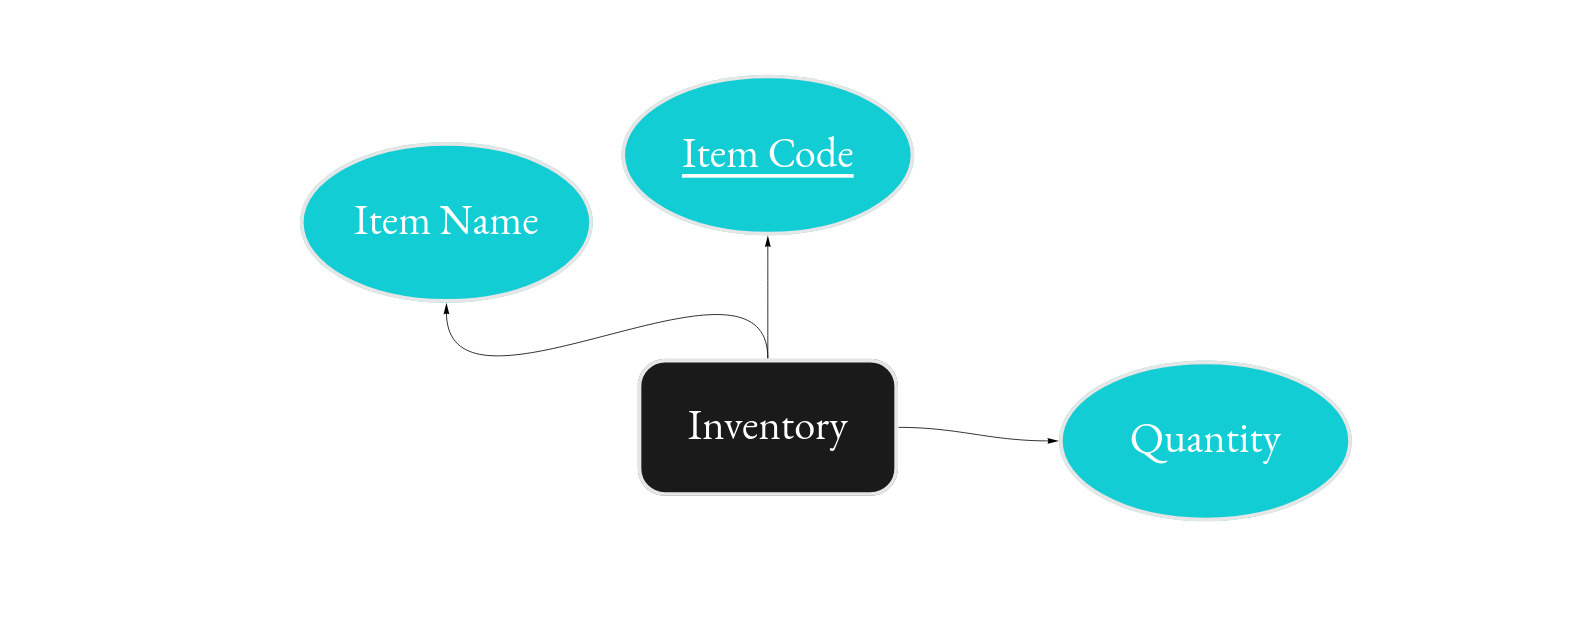 Item Code
Item Name
Inventory
Quantity